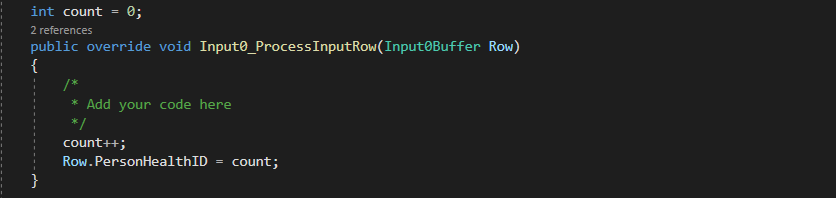 int count = 0;
2 references
public override void Input0_ProcessInputRow(Input0Buffer Row)
{
/*
* Add your code here
*/
count++;
Row.PersonHealthID = count;
}